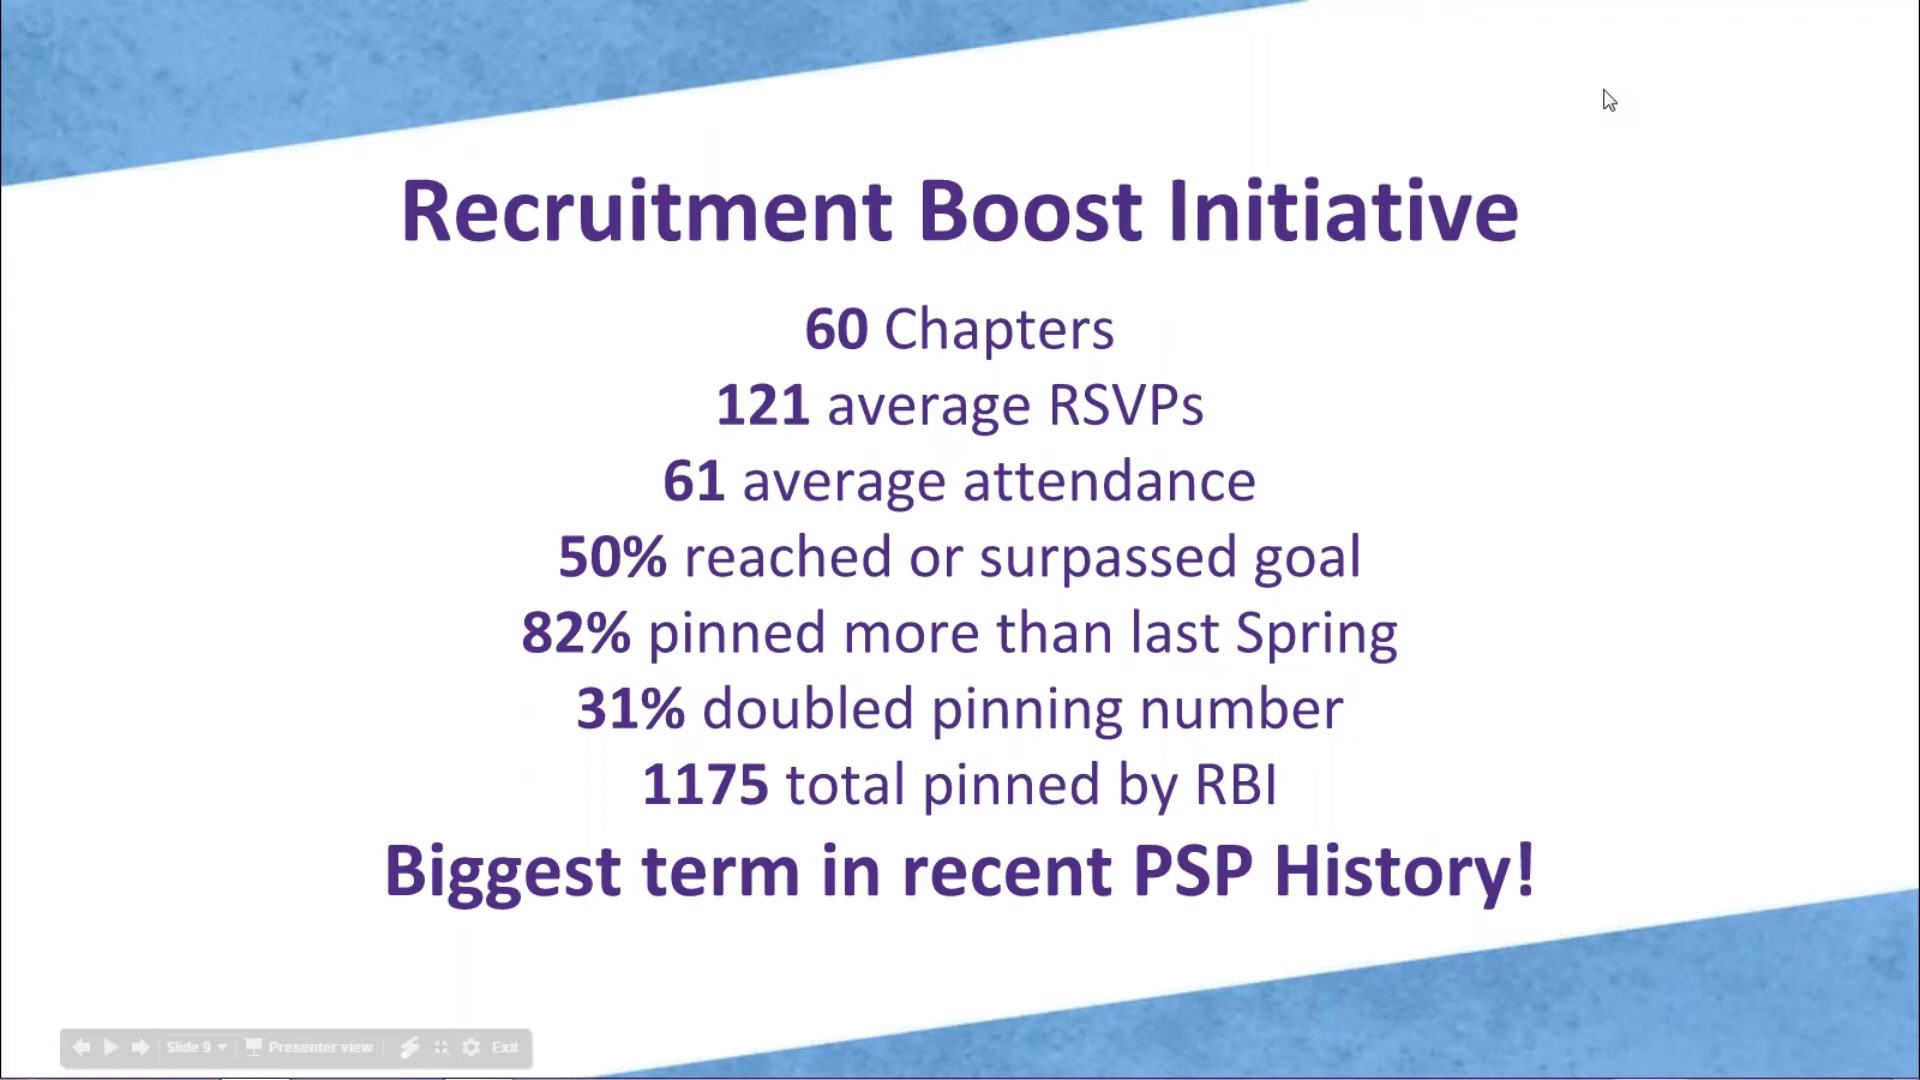 Recruitment Boost Initiative
60 Chapters
121 average RSVPs
61 average attendance
50% reached or surpassed goal
82% pinned more than last Spring
31% doubled pinning number
1175 total pinned by RBI
Biggest term in recent PSP History!
Slide 9 Presenter view Exit